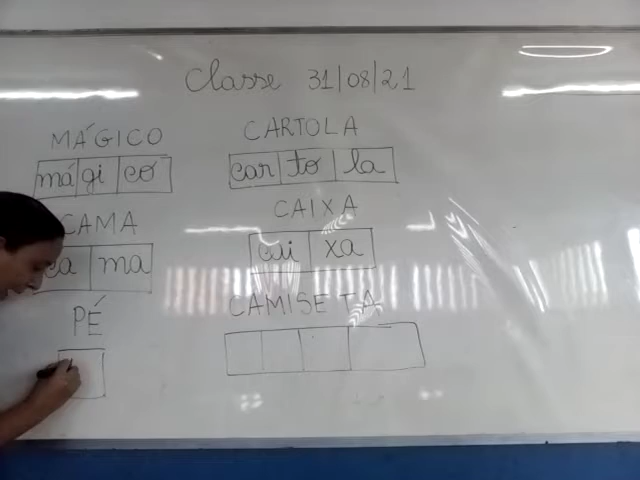 Classe 31/08/21
MÁGICO
má gi co
CARTOLA
car to la
CAMA
ca ma
CAIXA
cai xa
PÉ
CAMISETA